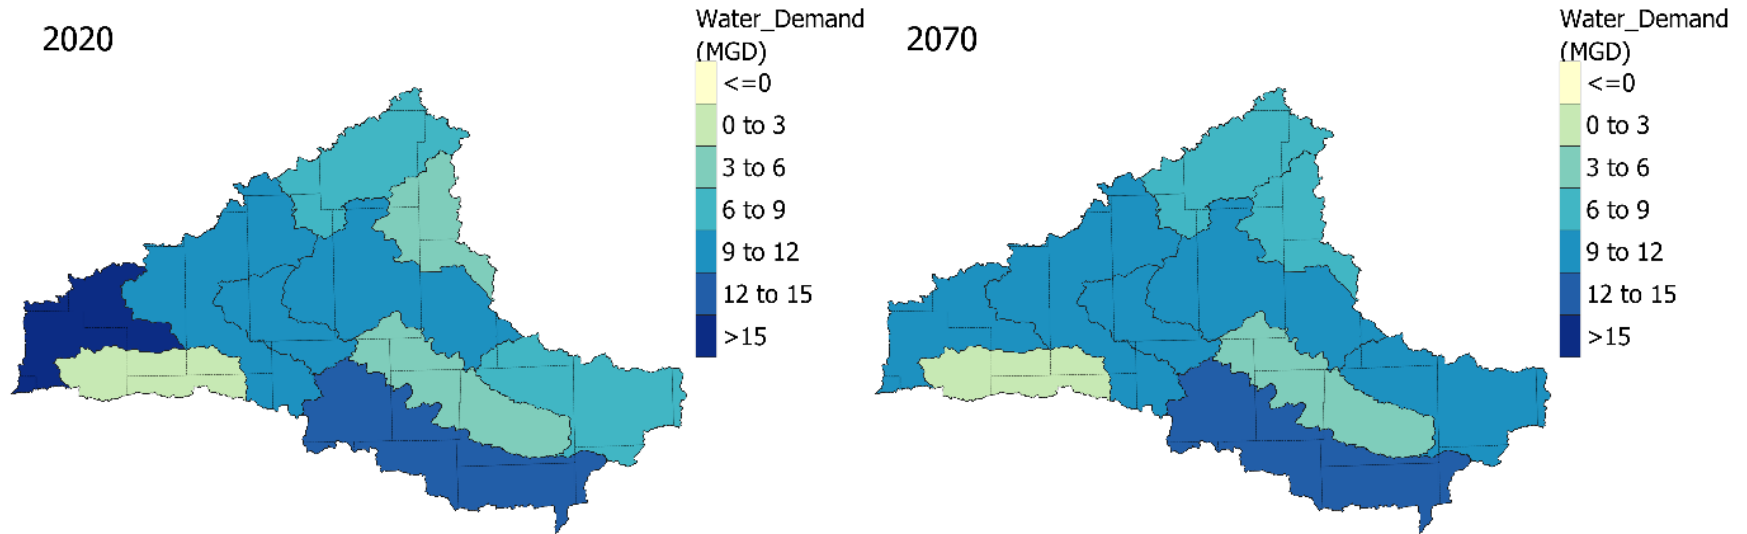 2020
Water_Demand
(MGD)
<=0
0 to 3
3 to 6
6 to 9
9 to 12
12 to 15
>15
2070
Water_Demand
(MGD)
<=0
0 to 3
3 to 6
6 to 9
9 to 12
12 to 15
>15